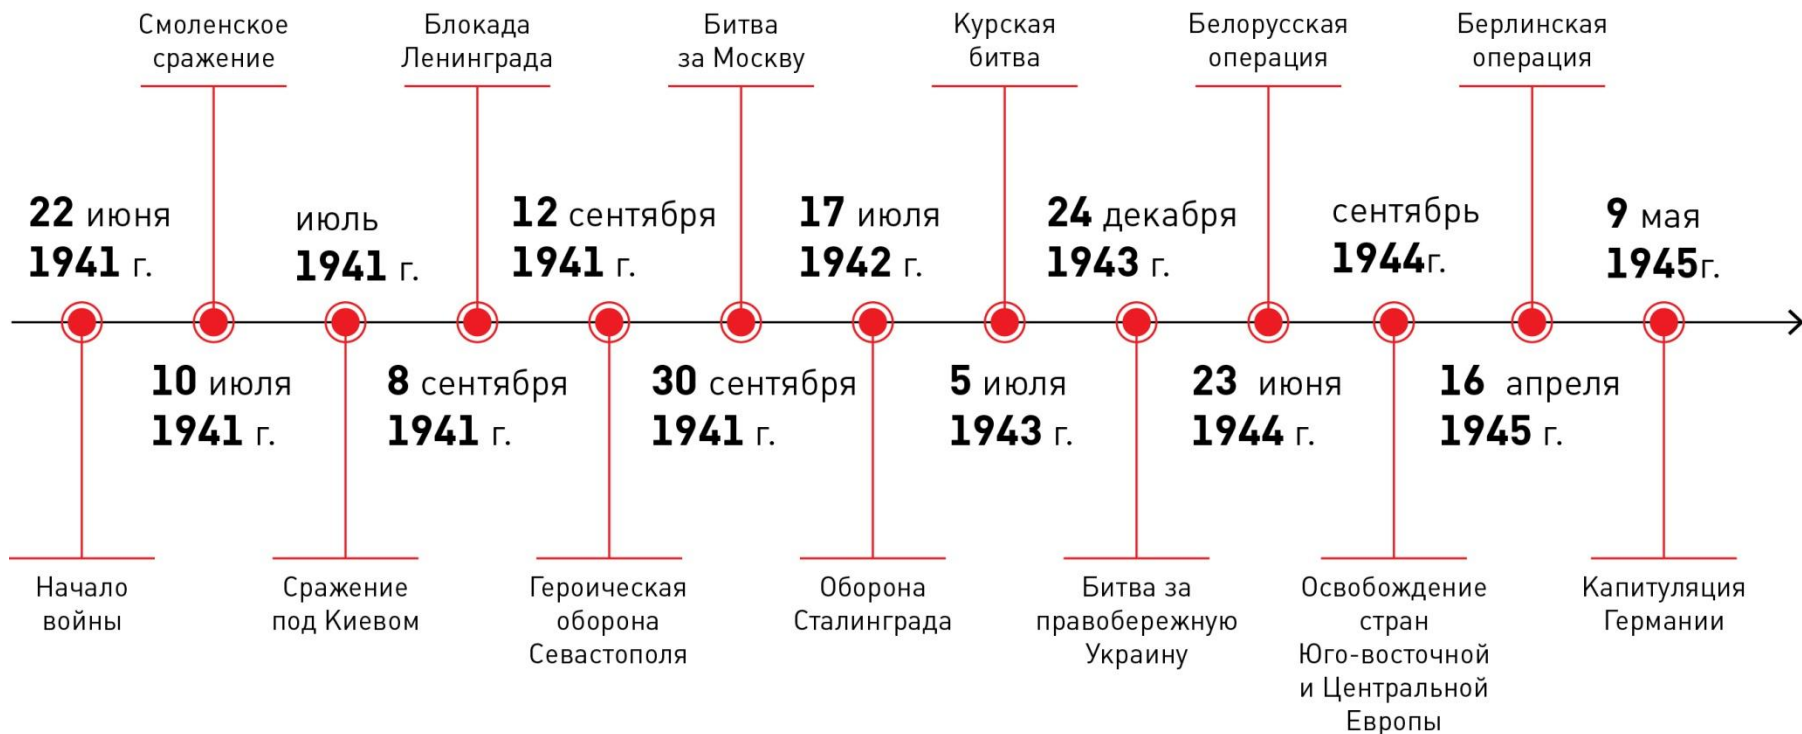 Смоленское
сражение
Блокада
Ленинграда
Битва
за Москву
Курская
битва
Белорусская
операция
Берлинская
операция
22 июня
1941 г.
июль
1941 г.
12 сентября
1941 г.
17 июля
1942 г.
24 декабря
1943 г.
сентябрь
1944г.
9 мая
1945г.
10 июля
1941 г.
8 сентября
1941 г.
30 сентября
1941 г.
5 июля
1943 г.
23 июня
1944 г.
16 апреля
1945 г.
Начало
войны
Сражение
под Киевом
Героическая
оборона
Севастополя
Оборона
Сталинграда
Битва за
правобережную
Украину
Освобождение
стран
Юго-восточной
и Центральной
Европы
Капитуляция
Германии